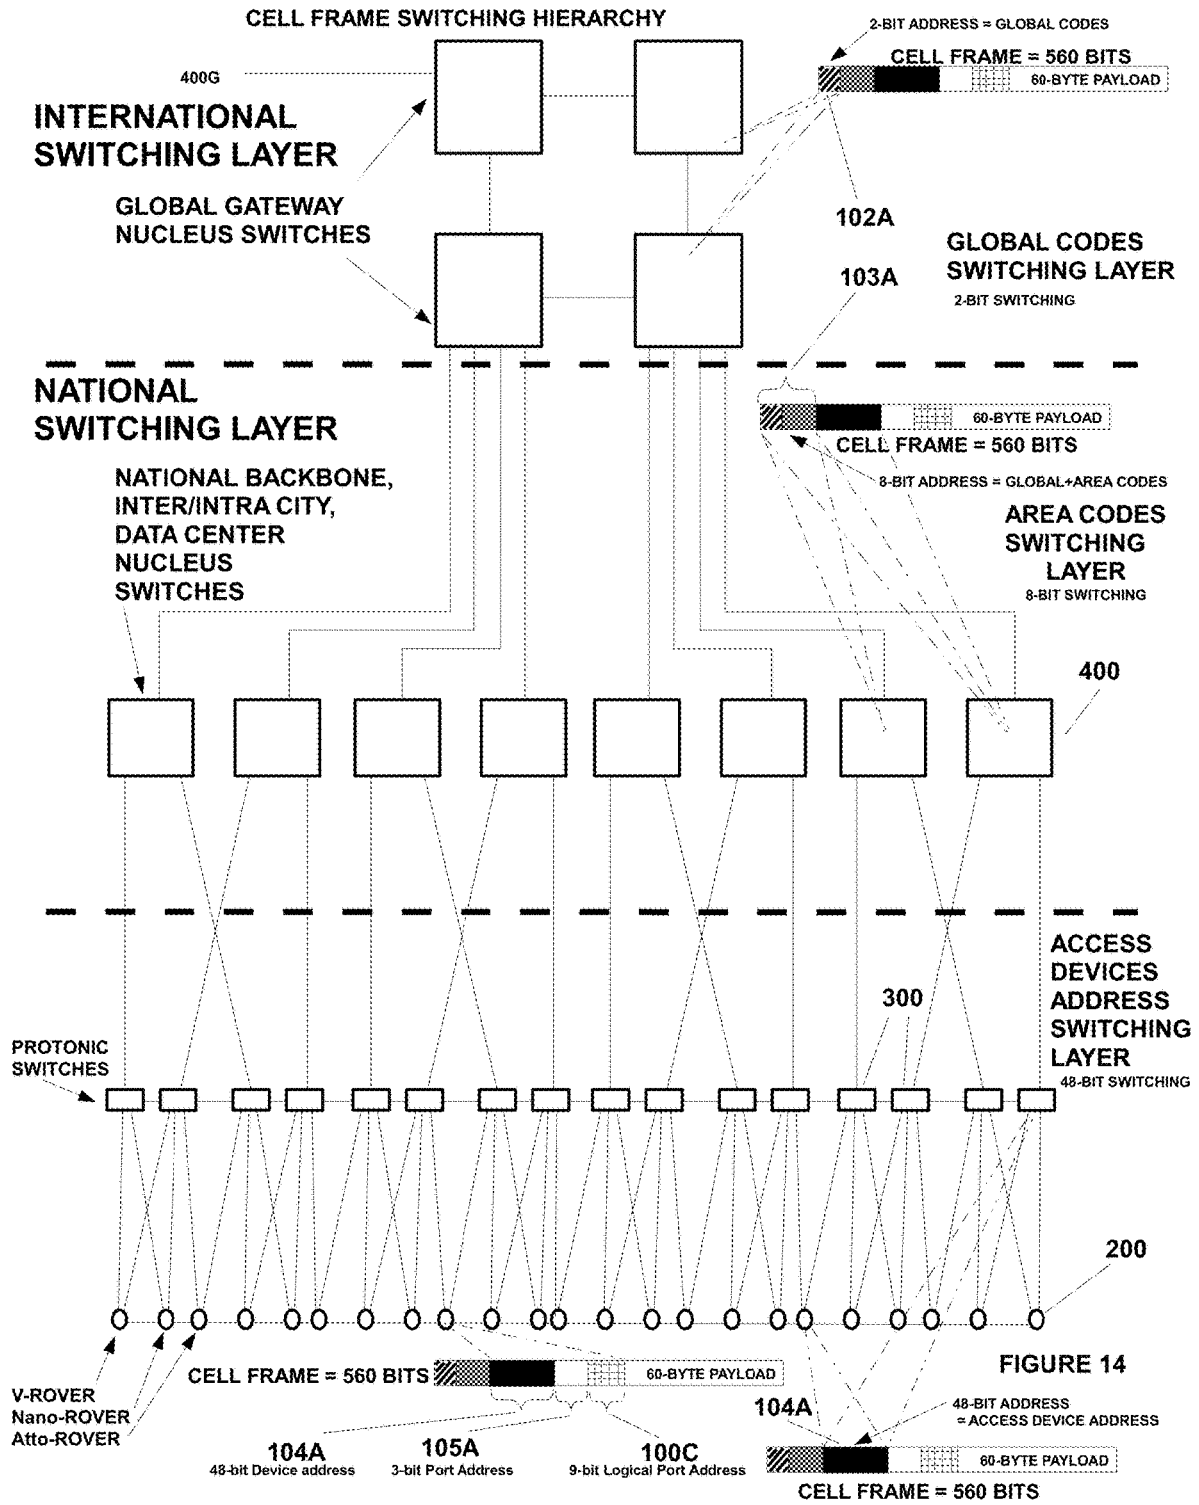 CELL FRAME SWITCHING HIERARCHY
2-BIT ADDRESS = GLOBAL CODES
CELL FRAME = 560 BITS
60-BYTE PAYLOAD
400G
INTERNATIONAL
SWITCHING LAYER
GLOBAL GATEWAY
NUCLEUS SWITCHES
102A
GLOBAL CODES
SWITCHING LAYER
2-BIT SWITCHING
103A
NATIONAL
SWITCHING LAYER
60-BYTE PAYLOAD
CELL FRAME = 560 BITS
8-BIT ADDRESS = GLOBAL+AREA CODES
NATIONAL BACKBONE,
INTER/INTRA CITY,
DATA CENTER
NUCLEUS
SWITCHES
AREA CODES
SWITCHING
LAYER
8-BIT SWITCHING
400
ACCESS
DEVICES
ADDRESS
SWITCHING
LAYER
48-BIT SWITCHING
300
PROTONIC
SWITCHES
200
CELL FRAME = 560 BITS
60-BYTE PAYLOAD
FIGURE 14
V-ROVER
Nano-ROVER
Atto-ROVER
104A
48-bit Device address
105A
3-bit Port Address
100C
9-bit Logical Port Address
104A
48-BIT ADDRESS
= ACCESS DEVICE ADDRESS
60-BYTE PAYLOAD
CELL FRAME = 560 BITS